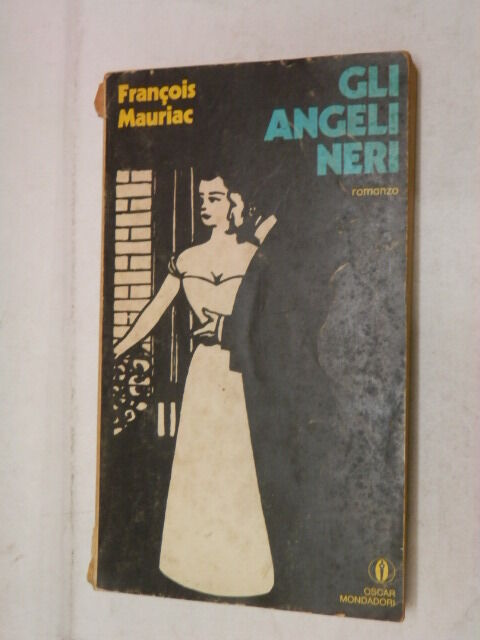 François
Mauriac
GLI
ANGELI
NERI
romanzo
OSCAR
MONDADORI